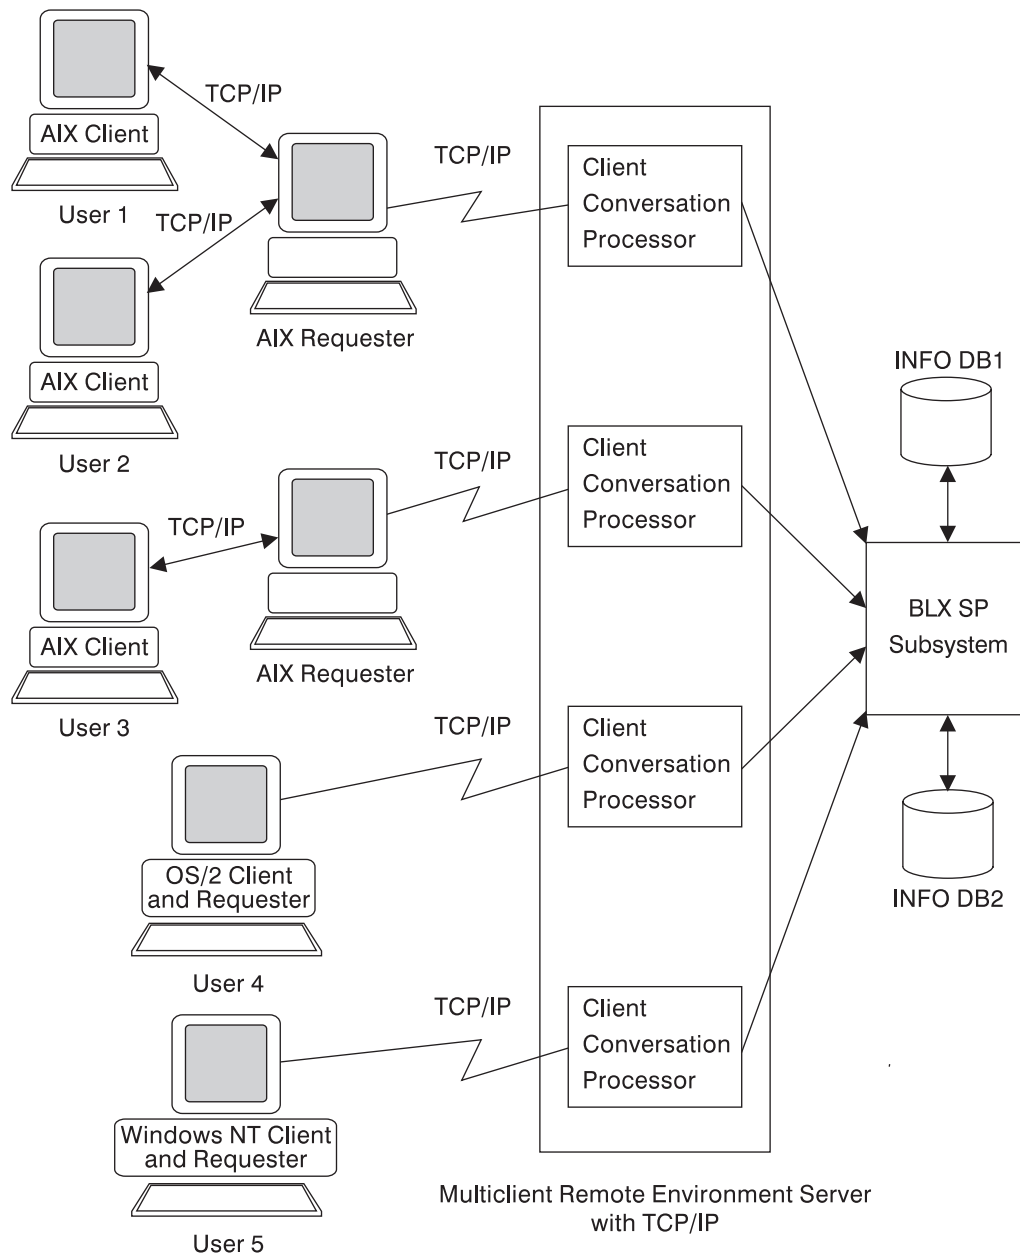 TCP/IP
AIX Client
User 1
TCP/IP
TCP/IP
Client
Conversation
Processor
AIX Requester
AIX Client
User 2
INFO DB1
TCP/IP
Client
Conversation
Processor
TCP/IP
AIX Client
User 3
AIX Requester
BLX SP
Subsystem
TCP/IP
Client
Conversation
Processor
OS/2 Client
and Requester
User 4
INFO DB2
TCP/IP
Client
Conversation
Processor
Windows NT Client
and Requester
User 5
Multiclient Remote Environment Server
with TCP/IP